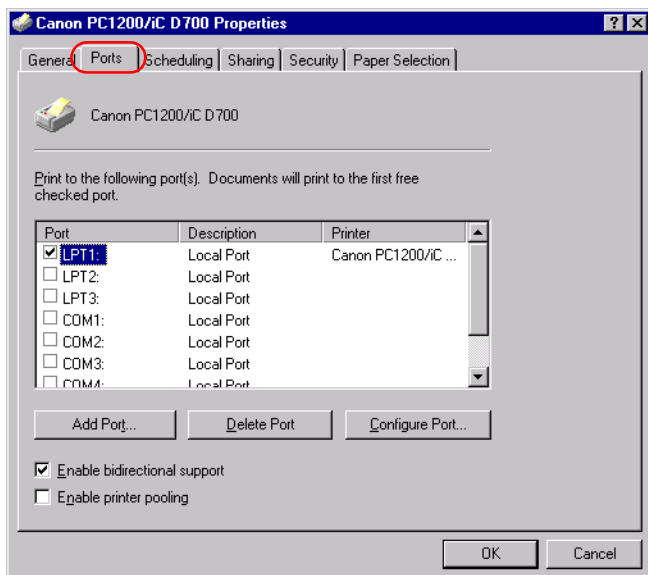 Canon PC1200/iC D700 Properties
General Ports Scheduling Sharing Security Paper Selection
Canon PC1200/iC D700
Print to the following port(s). Documents will print to the first free
checked port.
Port Description Printer
LPT1: Local Port Canon PC1200/iC ...
LPT2: Local Port
LPT3: Local Port
COM1: Local Port
COM2: Local Port
COM3: Local Port
COM4: Local Port
Add Port... Delete Port Configure Port...
Enable bidirectional support
Enable printer pooling
OK Cancel